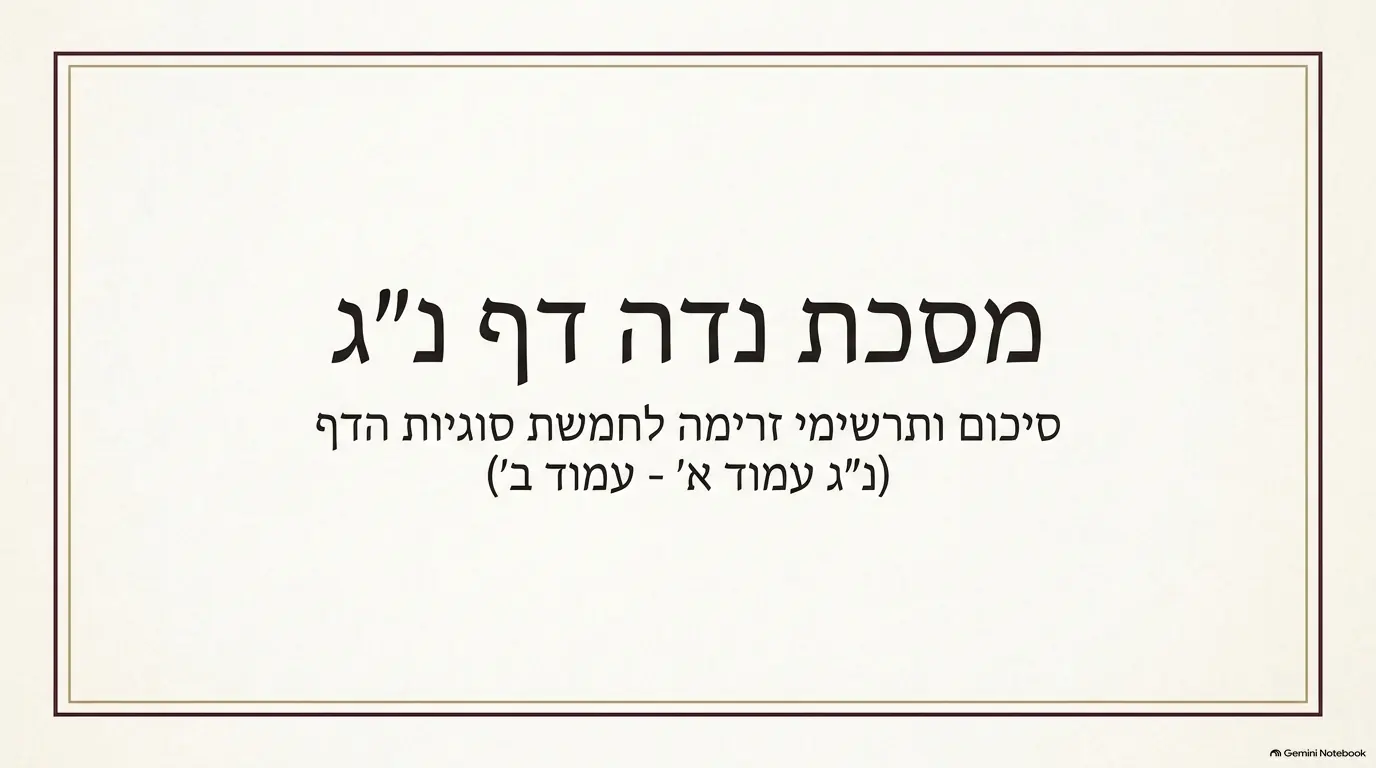 מסכת נדה דף נ"ג
סיכום ותרשימי זרימה לחמשת סוגיות הדף
(נ"ג עמוד א' - עמוד ב')
Gemini Notebook